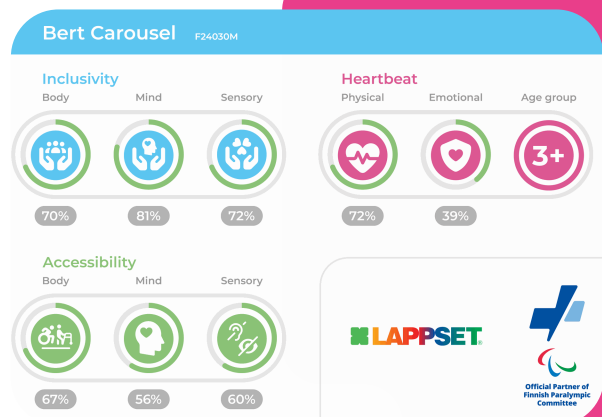 Bert Carousel F24030M
Inclusivity
Body Mind Sensory
70% 81% 72%
Heartbeat
Physical Emotional Age group
3+
72% 39%
Accessibility
Body Mind Sensory
67% 56% 60%
LAPPSET
Official Partner of
Finnish Paralympic
Committee